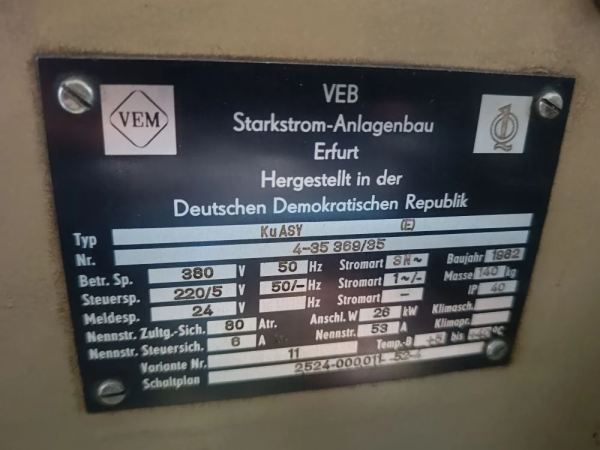 VEM
VEB
Starkstrom-Anlagenbau
Erfurt
Hergestellt in der
Deutschen Demokratischen Republik
Typ KuASY (E)
Nr. 4-35 369/35
Betr. Sp. 380 V 50 Hz Stromart 3N~ Baujahr 1982
Steuersp. 220/5 V 50/- Hz Stromart 1~/- Masse 140 kg
Meldesp. 24 V Hz Stromart – IP 40
Nennstr. Zultg.-Sich. 80 Atr. Anschl. W 26 kW Klimasch.
Nennstr. Steuersich. 6 A Nennstr. 53 A Klimapr.
Variante Nr. 11 Temp.-B bis °C
Schaltplan